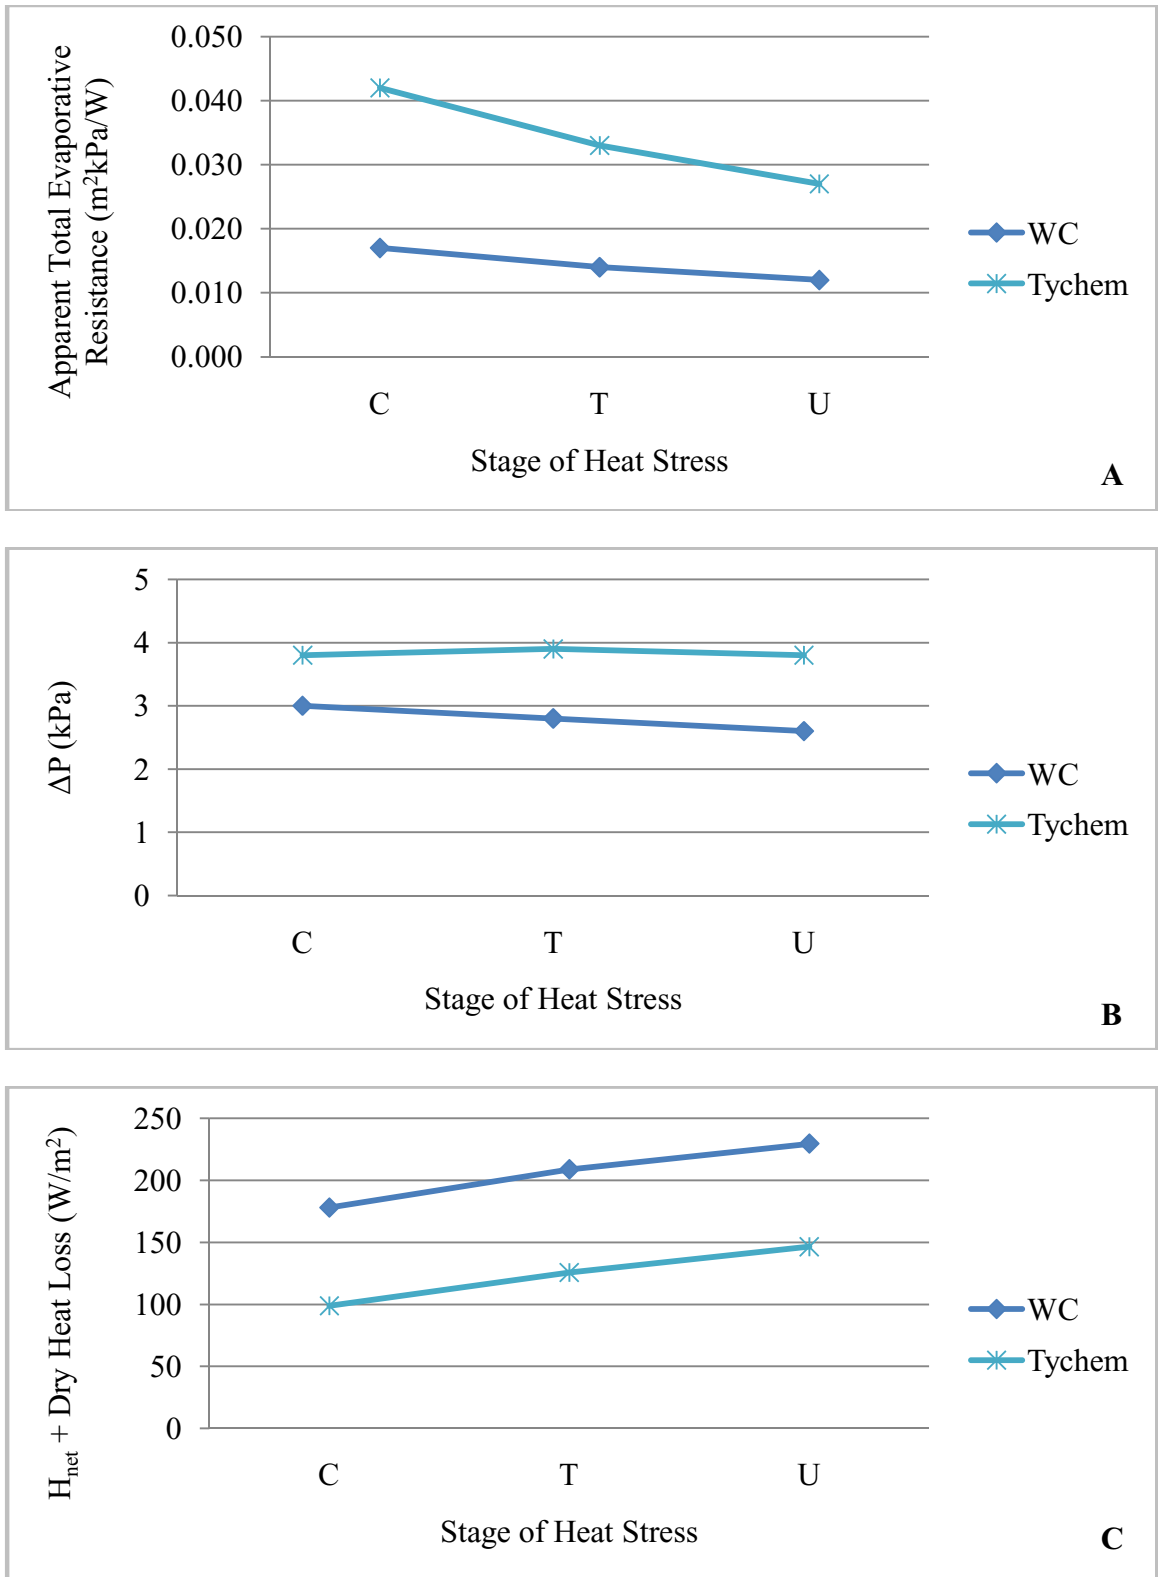 Apparent Total Evaporative
Resistance (m²kPa/W)
0.050
0.040
0.030
0.020
0.010
0.000
C T U
Stage of Heat Stress
WC
Tychem
A
ΔP (kPa)
5
4
3
2
1
0
C T U
Stage of Heat Stress
WC
Tychem
B
H_net + Dry Heat Loss (W/m²)
250
200
150
100
50
0
C T U
Stage of Heat Stress
WC
Tychem
C